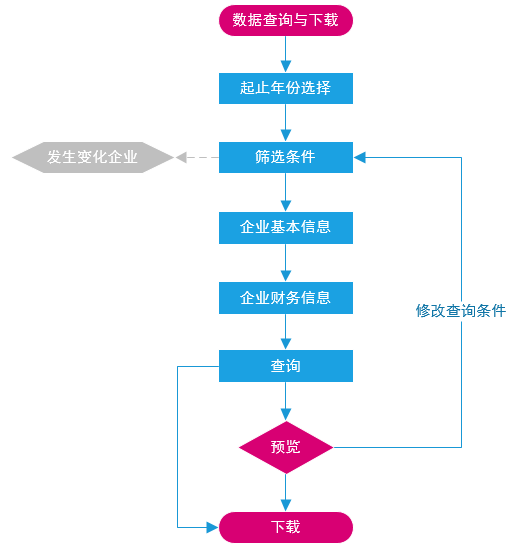 数据查询与下载
起止年份选择
发生变化企业
筛选条件
企业基本信息
企业财务信息
修改查询条件
查询
预览
下载